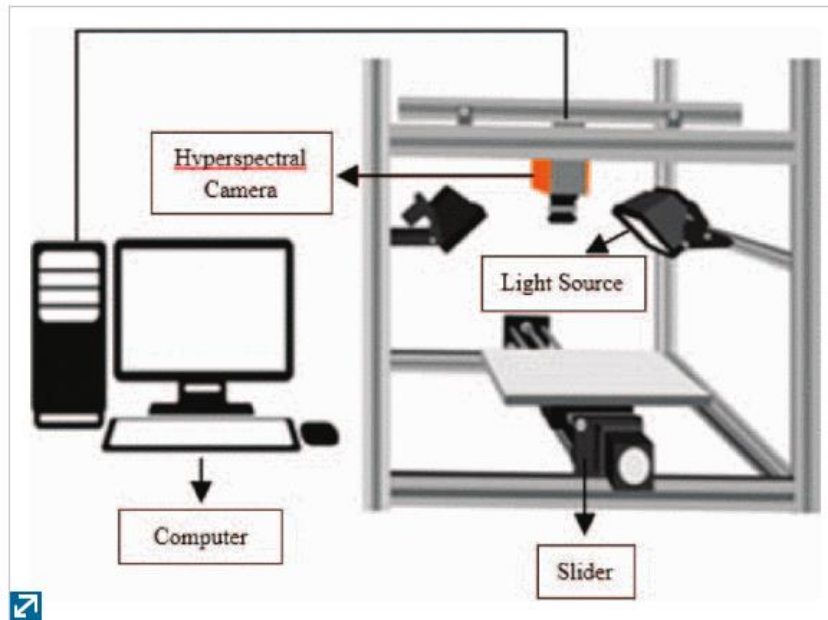 Hyperspectral
Camera
Light Source
Computer
Slider